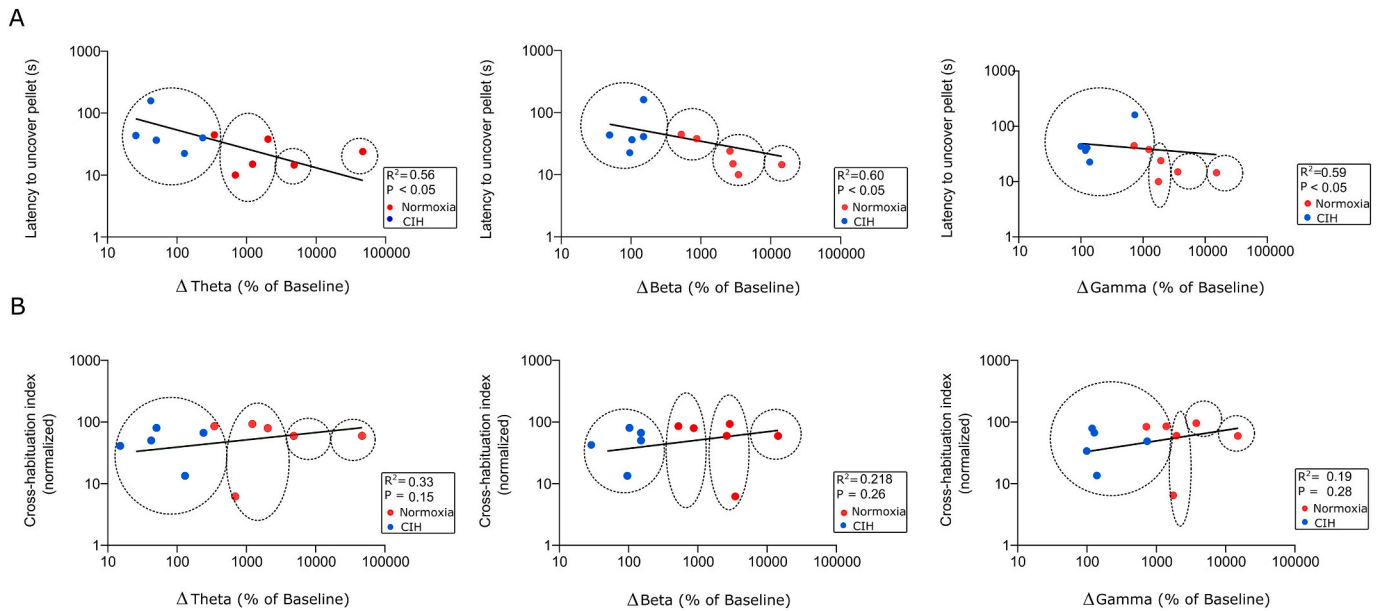 A
Latency to uncover pellet (s)
1000
100
10
1
10 100 1000 10000 100000
Δ Theta (% of Baseline)
R²=0.56
P < 0.05
Normoxia
CIH
Latency to uncover pellet (s)
1000
100
10
1
10 100 1000 10000 100000
Δ Beta (% of Baseline)
R²=0.60
P < 0.05
Normoxia
CIH
Latency to uncover pellet (s)
1000
100
10
1
10 100 1000 10000 100000
Δ Gamma (% of Baseline)
R²=0.59
P < 0.05
Normoxia
CIH
B
Cross-habituation index
(normalized)
1000
100
10
1
10 100 1000 10000 100000
Δ Theta (% of Baseline)
R²= 0.33
P = 0.15
Normoxia
CIH
Cross-habituation index
(normalized)
1000
100
10
1
10 100 1000 10000 100000
Δ Beta (% of Baseline)
R²= 0.218
P = 0.26
Normoxia
CIH
Cross-habituation index
(normalized)
1000
100
10
1
10 100 1000 10000 100000
Δ Gamma (% of Baseline)
R²= 0.19
P = 0.28
Normoxia
CIH